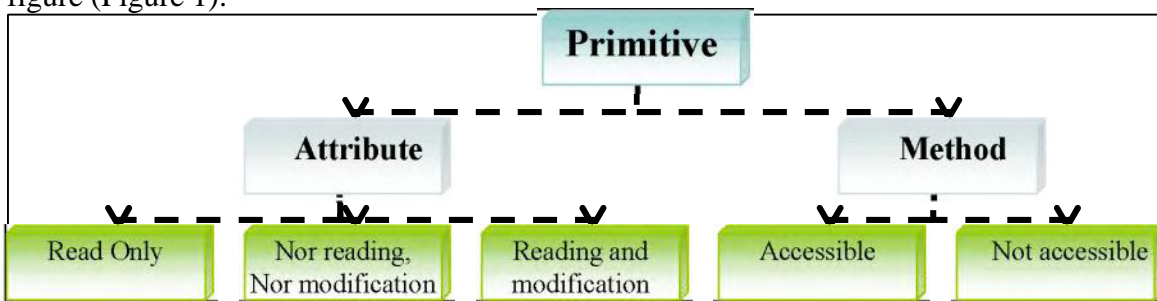 figure (Figure 1).
Primitive
Attribute
Method
Read Only
Nor reading,
Nor modification
Reading and
modification
Accessible
Not accessible